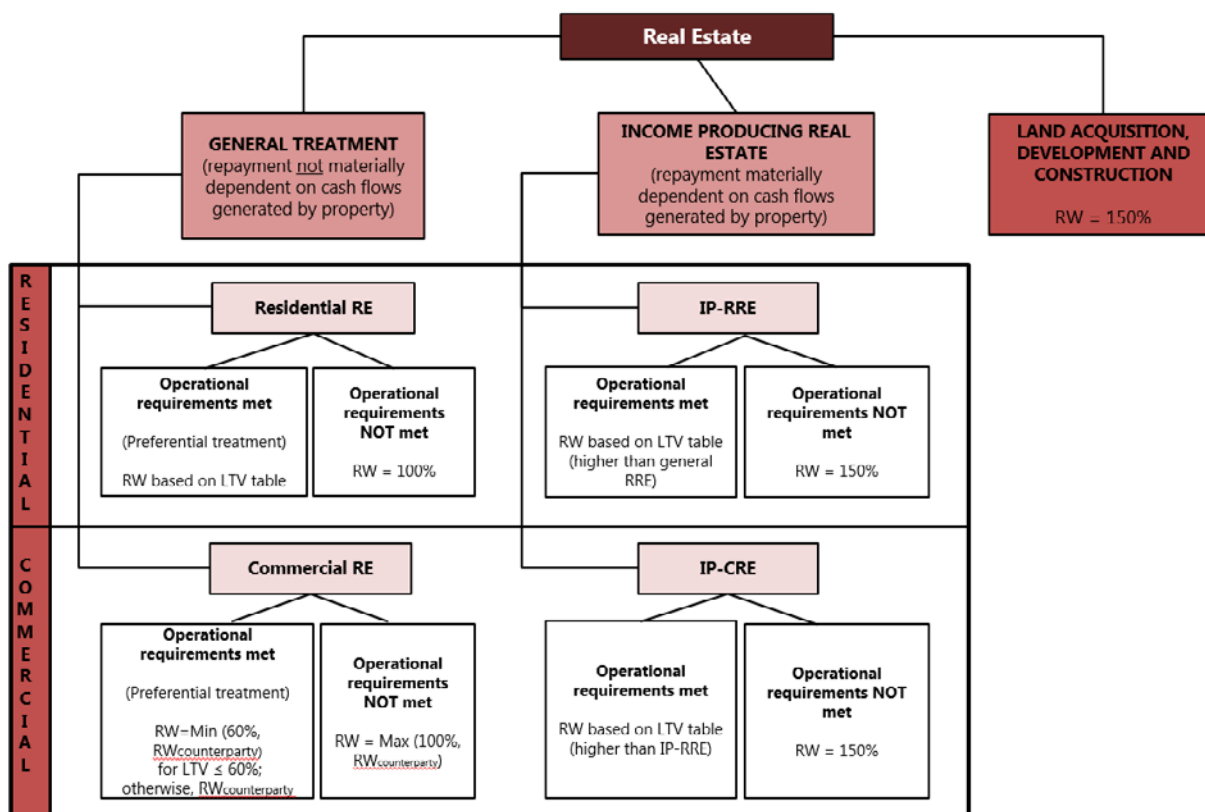 Real Estate
GENERAL TREATMENT
(repayment not materially
dependent on cash flows
generated by property)
INCOME PRODUCING REAL
ESTATE
(repayment materially
dependent on cash flows
generated by property)
LAND ACQUISITION,
DEVELOPMENT AND
CONSTRUCTION
RW = 150%
RESIDENTIAL
Residential RE
Operational
requirements met
(Preferential treatment)
RW based on LTV table
Operational
requirements
NOT met
RW = 100%
IP-RRE
Operational
requirements met
RW based on LTV table
(higher than general
RRE)
Operational
requirements NOT
met
RW = 150%
COMMERCIAL
Commercial RE
Operational
requirements met
(Preferential treatment)
RW=Min (60%,
RWcounterparty)
for LTV ≤ 60%;
otherwise, RWcounterparty
Operational
requirements
NOT met
RW = Max (100%,
RWcounterparty)
IP-CRE
Operational
requirements met
RW based on LTV table
(higher than IP-RRE)
Operational
requirements NOT
met
RW = 150%